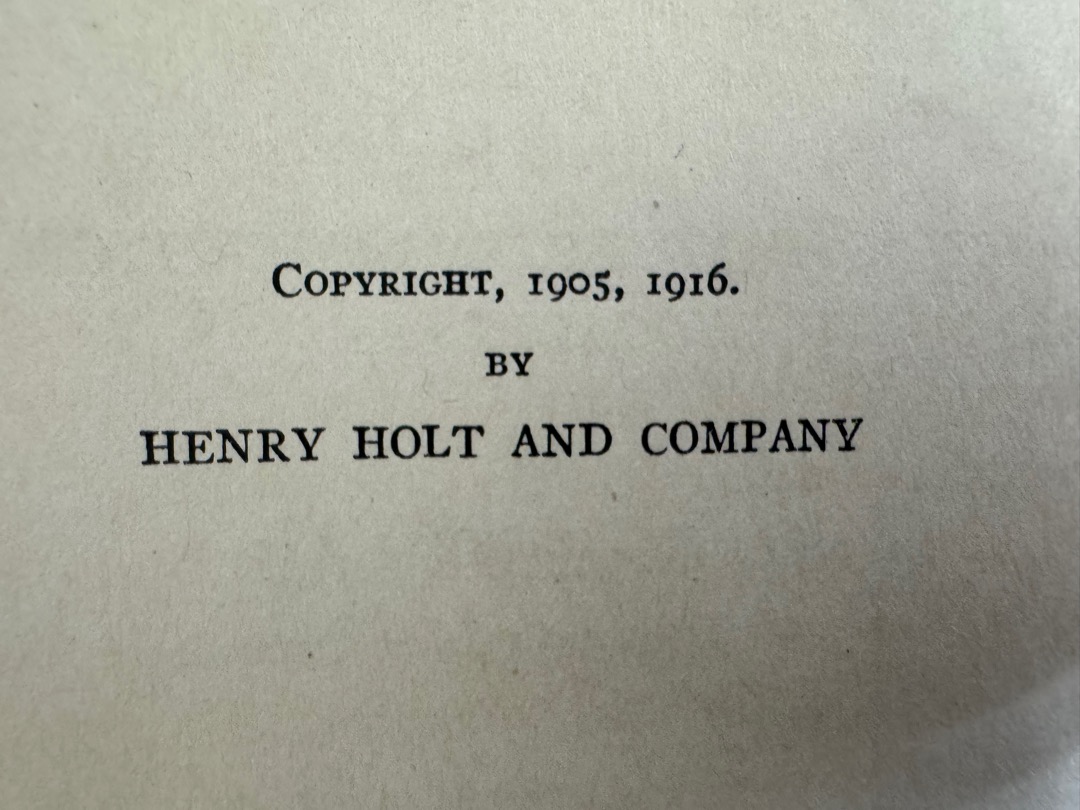 Copyright, 1905, 1916.
BY
HENRY HOLT AND COMPANY